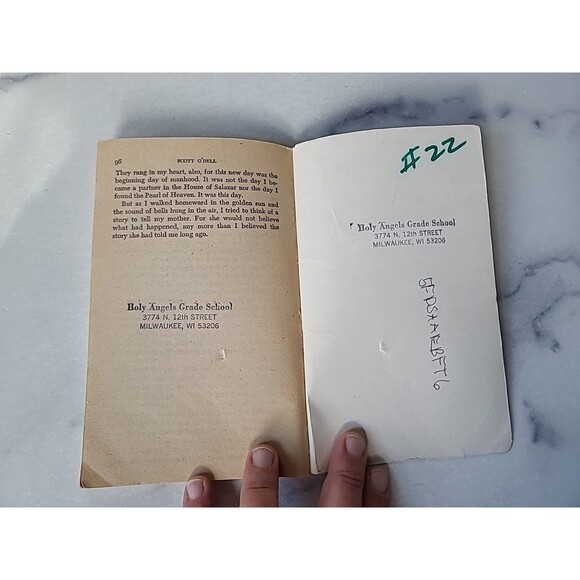 96 SCOTT O'DELL
They rang in my heart, also, for this new day was the
beginning day of manhood. It was not the day I be-
came a partner in the House of Salazar nor the day I
found the Pearl of Heaven. It was this day.
But as I walked homeward in the golden sun and
the sound of bells hung in the air, I tried to think of a
story to tell my mother. For she would not believe
what had happened, any more than I believed the
story she had told me long ago.
Holy Angels Grade School
3774 N. 12th STREET
MILWAUKEE, WI 53206
#22
Holy Angels Grade School
3774 N. 12th STREET
MILWAUKEE, WI 53206